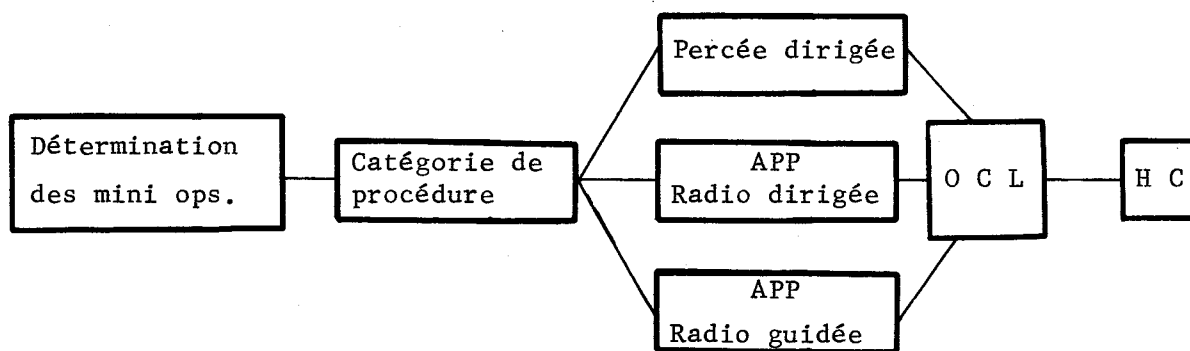 Détermination
des mini ops.
Catégorie de
procédure
Percée dirigée
APP
Radio dirigée
APP
Radio guidée
O C L
H C